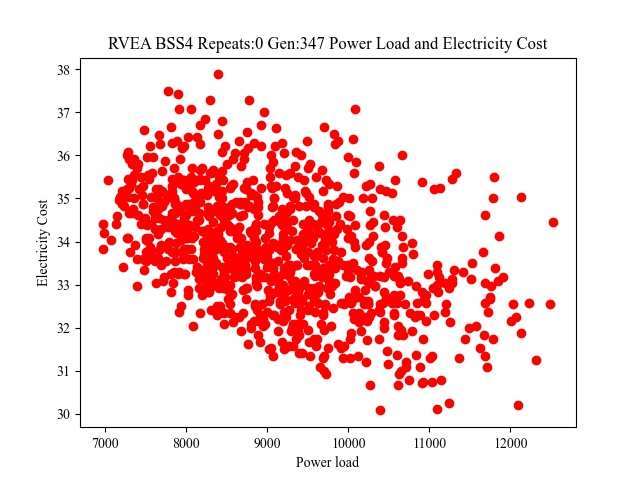 RVEA BSS4 Repeats:0 Gen:347 Power Load and Electricity Cost
38
37
36
35
34
33
32
31
30
Electricity Cost
7000 8000 9000 10000 11000 12000
Power load